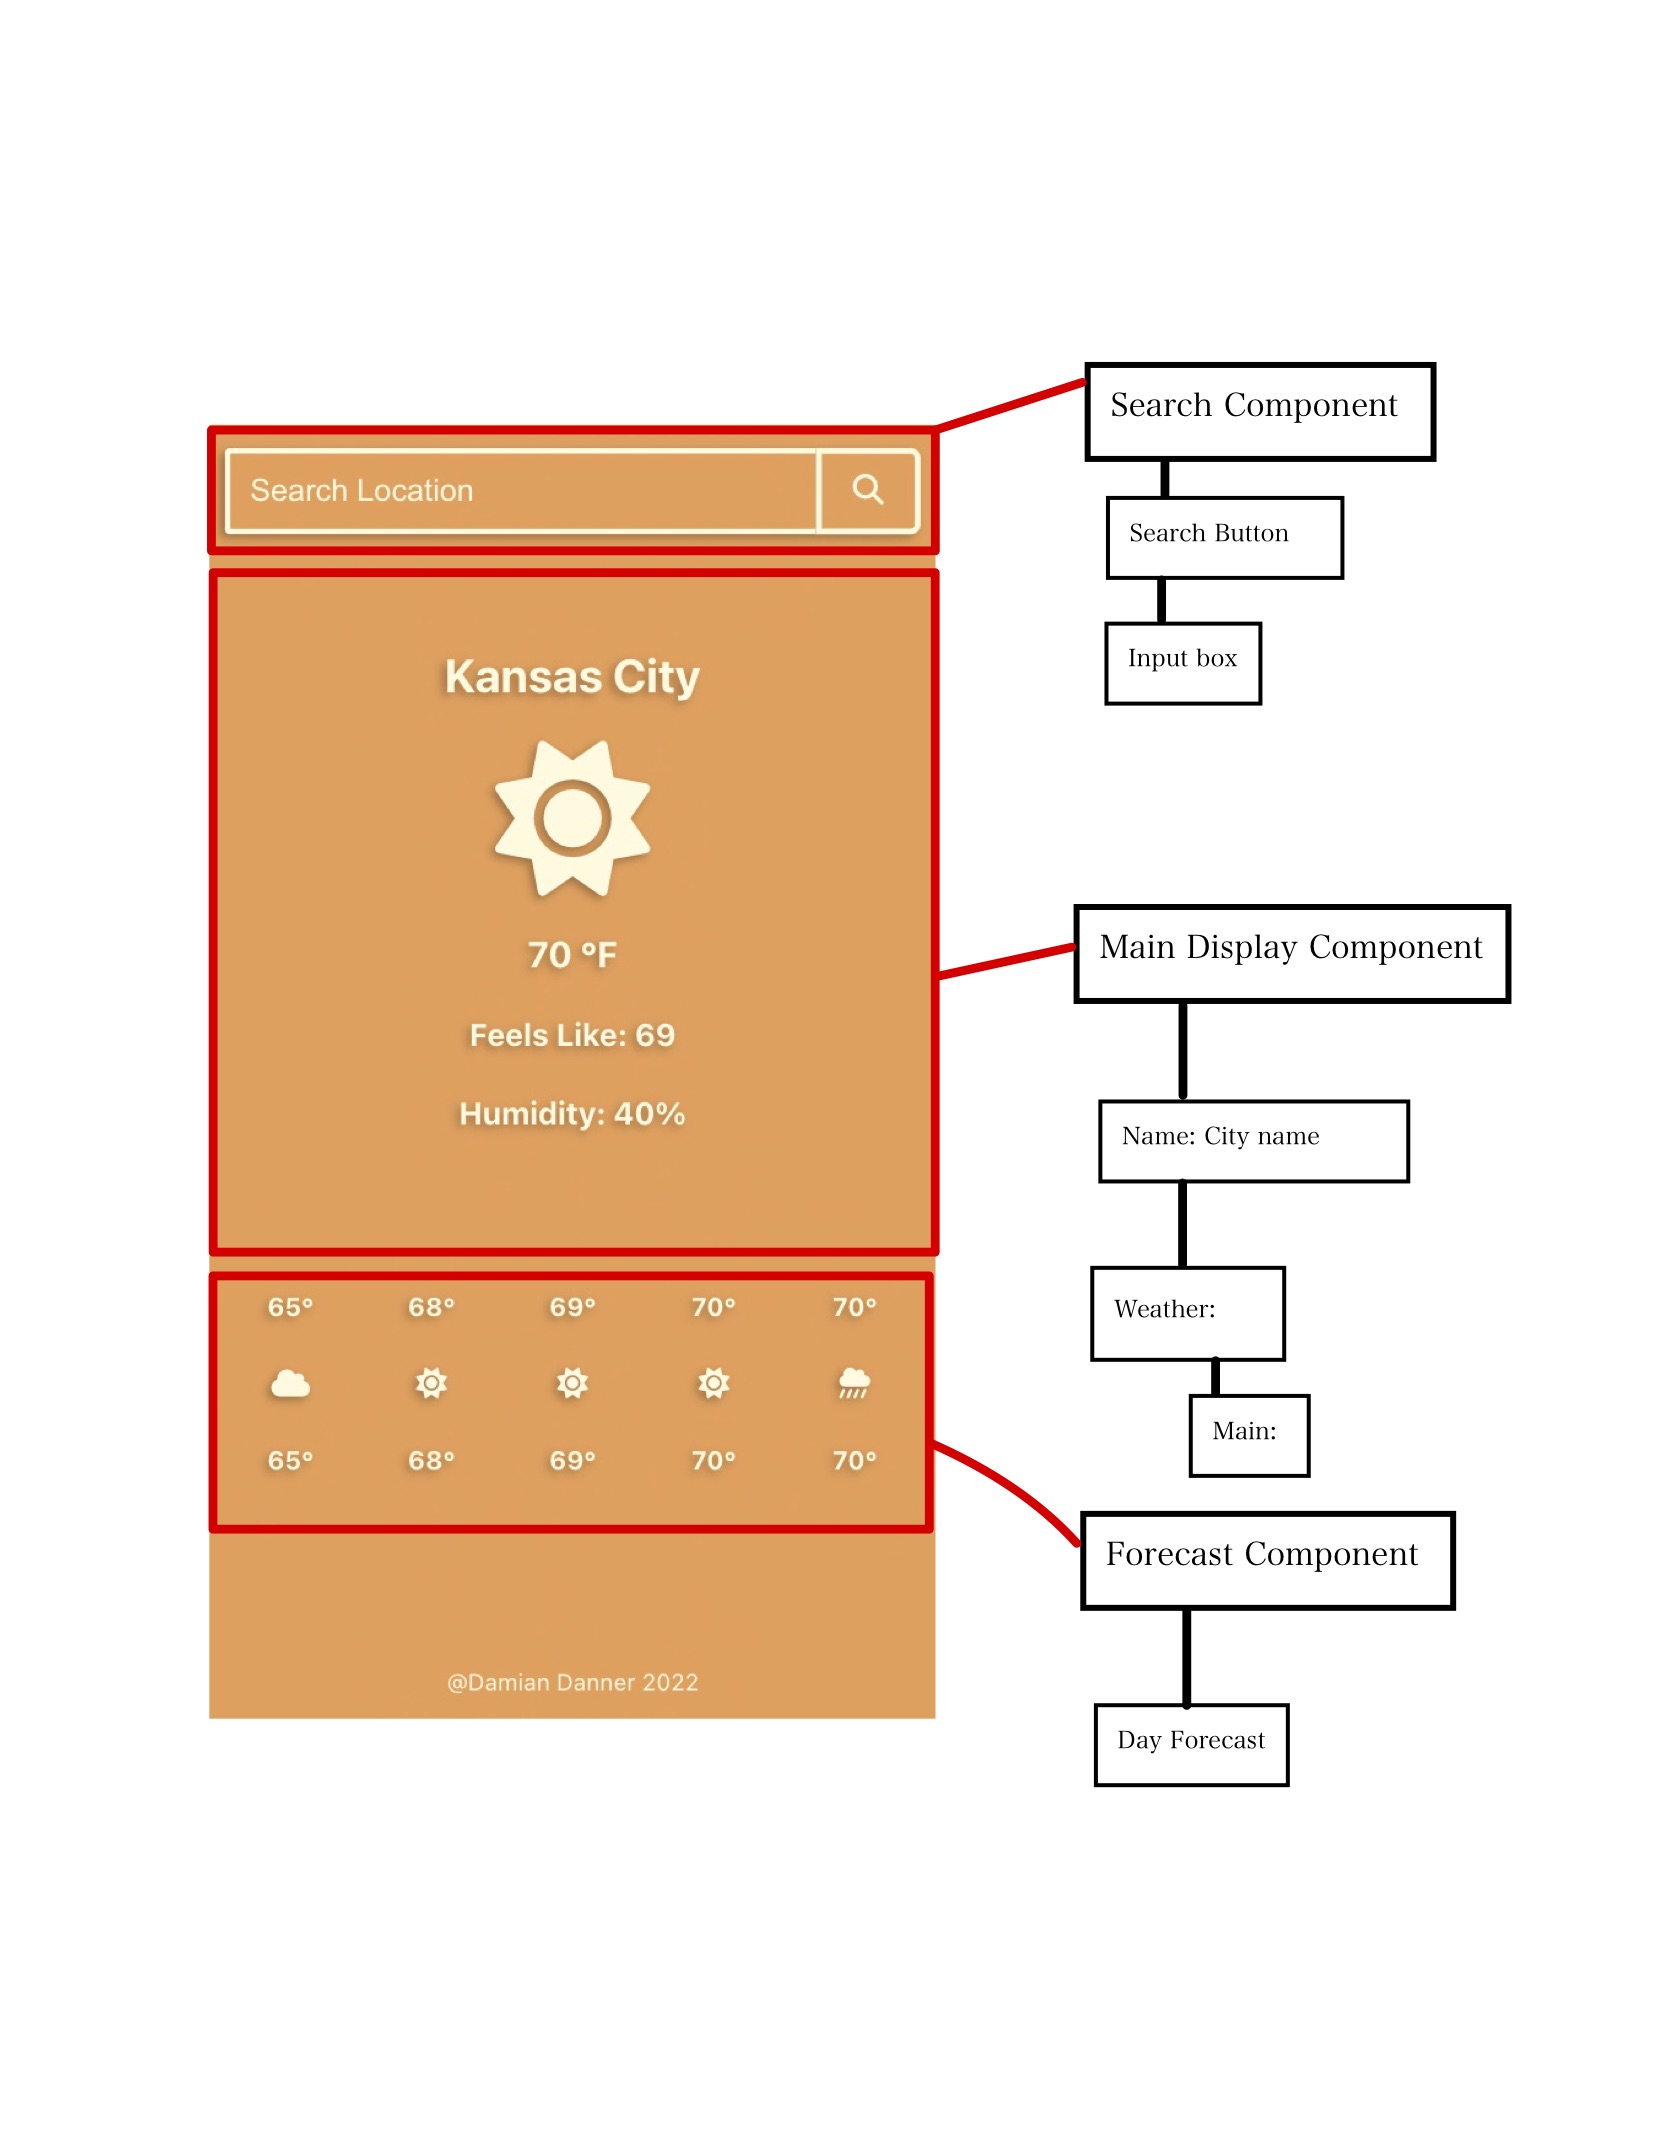 Search Location
Kansas City
70 °F
Feels Like: 69
Humidity: 40%
65° 68° 69° 70° 70°
65° 68° 69° 70° 70°
@Damian Danner 2022
Search Component
Search Button
Input box
Main Display Component
Name: City name
Weather:
Main:
Forecast Component
Day Forecast